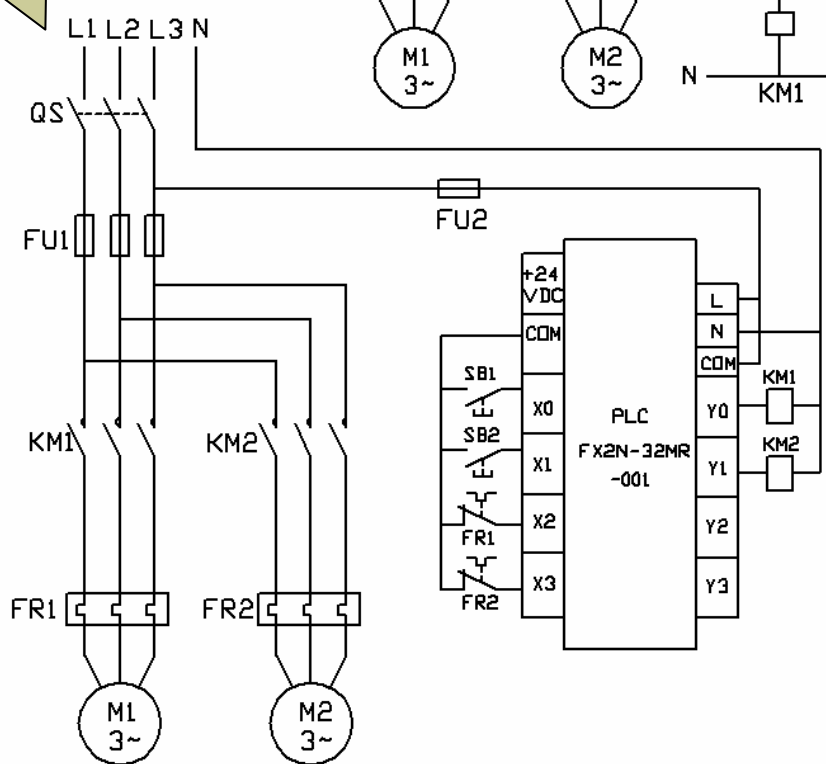 L1 L2 L3 N
M1
3~
M2
3~
N
KM1
QS
FU1
FU2
+24
VDC
COM
SB1
X0
SB2
X1
X2
FR1
X3
FR2
PLC
FX2N-32MR
-001
L
N
COM
KM1
Y0
KM2
Y1
Y2
Y3
KM1
KM2
FR1
FR2
M1
3~
M2
3~